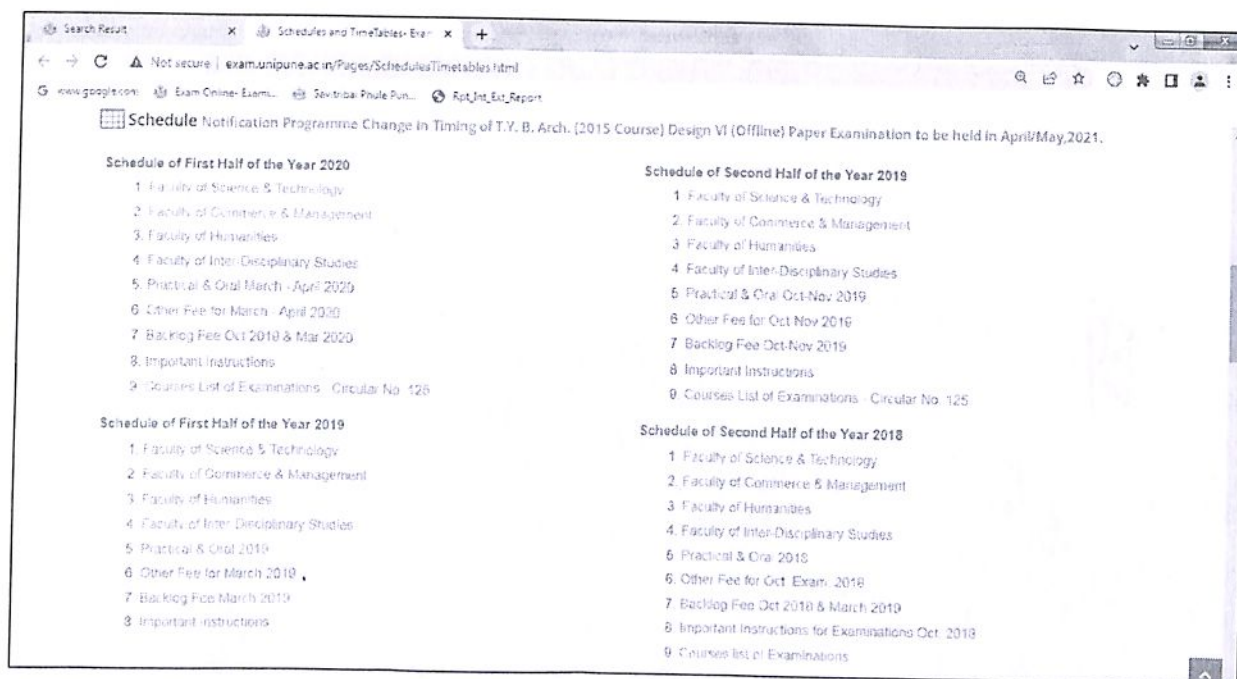 Search Result
Schedules and TimeTables- Exar
Not secure | exam.unipune.ac.in/Pages/SchedulesTimetables.html
www.google.com Exam Online- Exami... Savitribai Phule Pun... Rpt_Int_Ext_Report
Schedule Notification Programme Change in Timing of T.Y. B. Arch. (2015 Course) Design VI (Offline) Paper Examination to be held in April/May,2021.
Schedule of First Half of the Year 2020
1. Faculty of Science & Technology
2. Faculty of Commerce & Management
3. Faculty of Humanities
4. Faculty of Inter-Disciplinary Studies
5. Practical & Oral March - April 2020
6. Other Fee for March - April 2020
7. Backlog Fee Oct 2019 & Mar 2020
8. Important Instructions
9. Courses List of Examinations - Circular No. 125
Schedule of Second Half of the Year 2019
1. Faculty of Science & Technology
2. Faculty of Commerce & Management
3. Faculty of Humanities
4. Faculty of Inter-Disciplinary Studies
5. Practical & Oral Oct-Nov 2019
6. Other Fee for Oct-Nov 2019
7. Backlog Fee Oct-Nov 2019
8. Important Instructions
9. Courses List of Examinations - Circular No. 125
Schedule of First Half of the Year 2019
1. Faculty of Science & Technology
2. Faculty of Commerce & Management
3. Faculty of Humanities
4. Faculty of Inter Disciplinary Studies
5. Practical & Oral 2019
6. Other Fee for March 2019
7. Backlog Fee March 2019
8. Important Instructions
Schedule of Second Half of the Year 2018
1. Faculty of Science & Technology
2. Faculty of Commerce & Management
3. Faculty of Humanities
4. Faculty of Inter-Disciplinary Studies
5. Practical & Oral 2018
6. Other Fee for Oct. Exam. 2018
7. Backlog Fee Oct 2018 & March 2019
8. Important Instructions for Examinations Oct. 2018
9. Courses list of Examinations